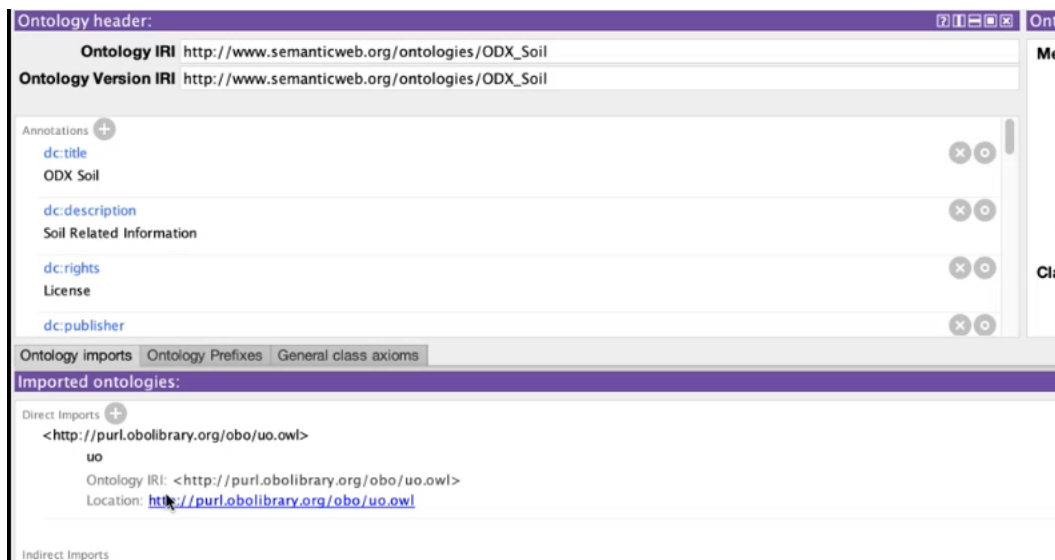 Ontology header:
Ontology IRI http://www.semanticweb.org/ontologies/ODX_Soil
Ontology Version IRI http://www.semanticweb.org/ontologies/ODX_Soil
Annotations
dc:title
ODX Soil
dc:description
Soil Related Information
dc:rights
License
dc:publisher
Ontology imports Ontology Prefixes General class axioms
Imported ontologies:
Direct Imports
<http://purl.obolibrary.org/obo/uo.owl>
uo
Ontology IRI: <http://purl.obolibrary.org/obo/uo.owl>
Location: http://purl.obolibrary.org/obo/uo.owl
Indirect Imports